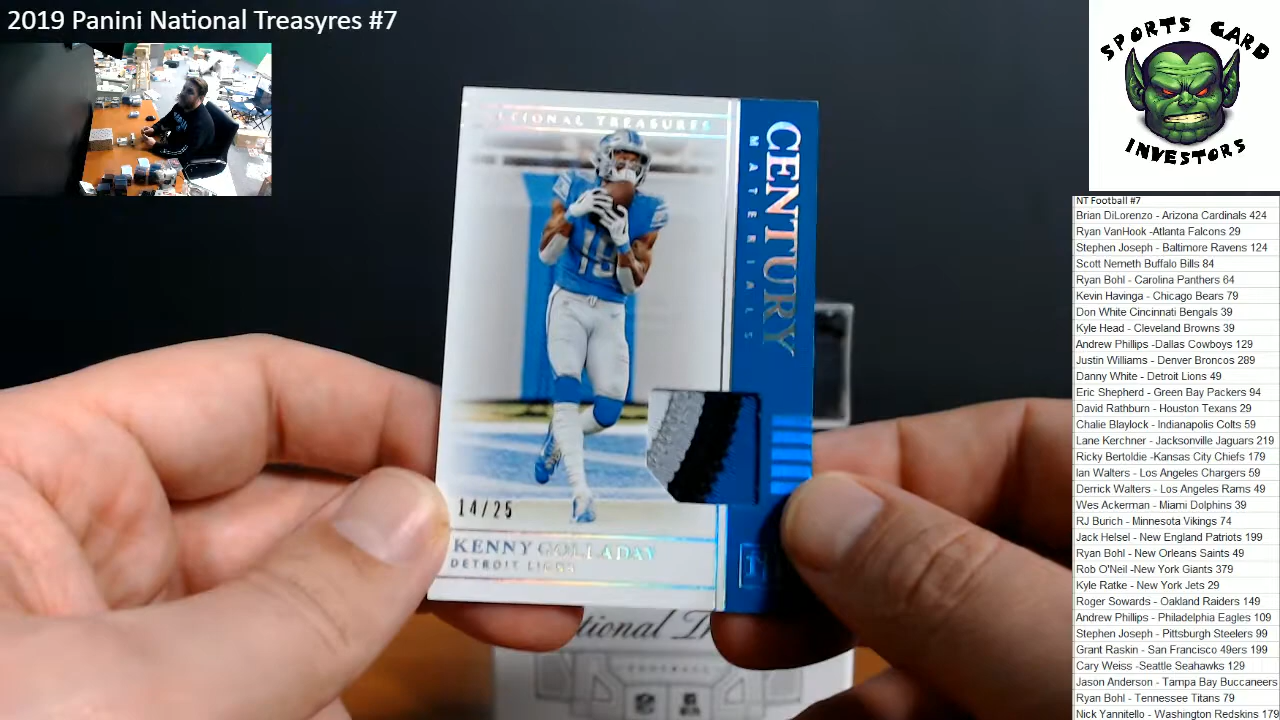 2019 Panini National Treasyres #7
SPORTS CARD
INVESTORS
NT Football #7
Brian DiLorenzo - Arizona Cardinals 424
Ryan VanHook -Atlanta Falcons 29
Stephen Joseph - Baltimore Ravens 124
Scott Nemeth Buffalo Bills 84
Ryan Bohl - Carolina Panthers 64
Kevin Havinga - Chicago Bears 79
Don White Cincinnati Bengals 39
Kyle Head - Cleveland Browns 39
Andrew Phillips -Dallas Cowboys 129
Justin Williams - Denver Broncos 289
Danny White - Detroit Lions 49
Eric Shepherd - Green Bay Packers 94
David Rathburn - Houston Texans 29
Chalie Blaylock - Indianapolis Colts 59
Lane Kerchner - Jacksonville Jaguars 219
Ricky Bertoldie -Kansas City Chiefs 179
Ian Walters - Los Angeles Chargers 59
Derrick Walters - Los Angeles Rams 49
Wes Ackerman - Miami Dolphins 39
RJ Burich - Minnesota Vikings 74
Jack Helsel - New England Patriots 199
Ryan Bohl - New Orleans Saints 49
Rob O'Neil -New York Giants 379
Kyle Ratke - New York Jets 29
Roger Sowards - Oakland Raiders 149
Andrew Phillips - Philadelphia Eagles 109
Stephen Joseph - Pittsburgh Steelers 99
Grant Raskin - San Francisco 49ers 199
Cary Weiss -Seattle Seahawks 129
Jason Anderson - Tampa Bay Buccaneers
Ryan Bohl - Tennessee Titans 79
Nick Yannitello - Washington Redskins 179
TIONAL TREASURES
CENTURY
MATERIALS
19
14/25
KENNY GOLLADAY
DETROIT LIONS
tional Tr
FOOTBALL